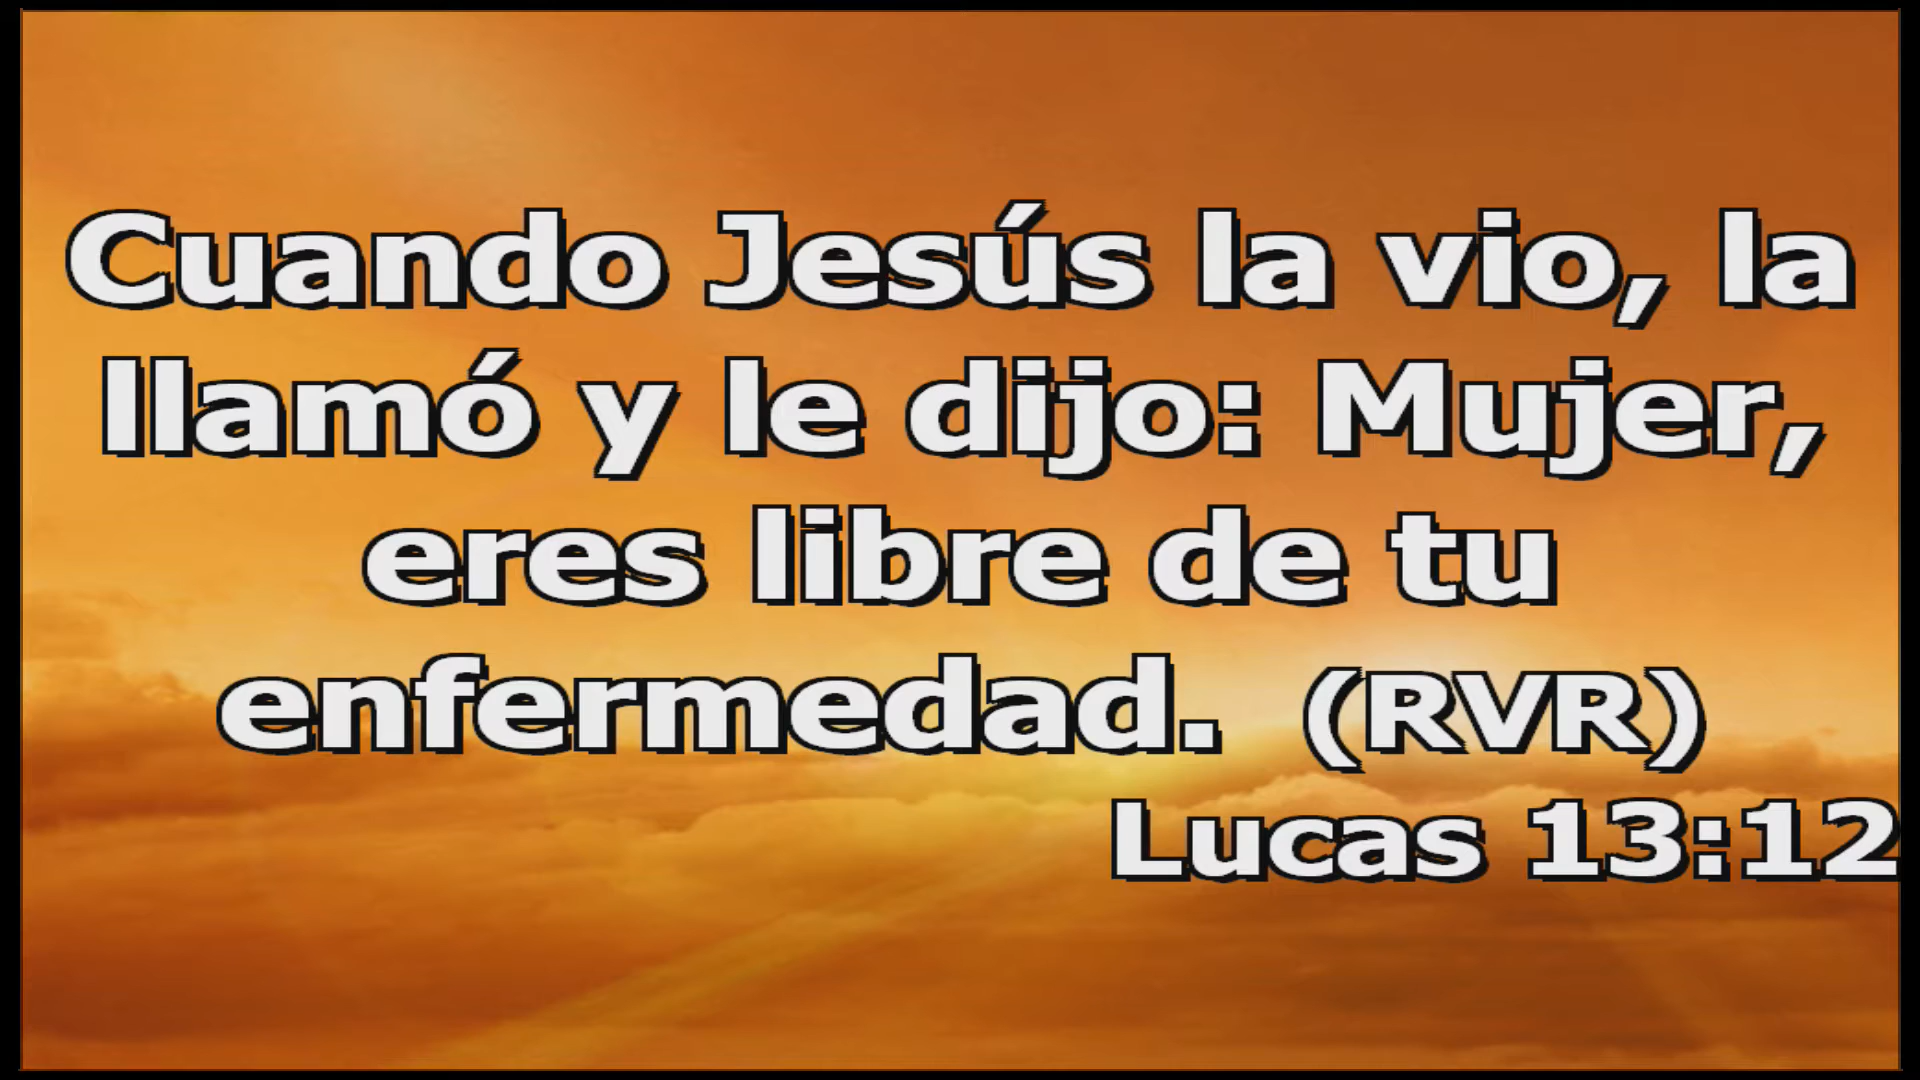 Cuando Jesús la vio, la
llamó y le dijo: Mujer,
eres libre de tu
enfermedad. (RVR)
Lucas 13:12